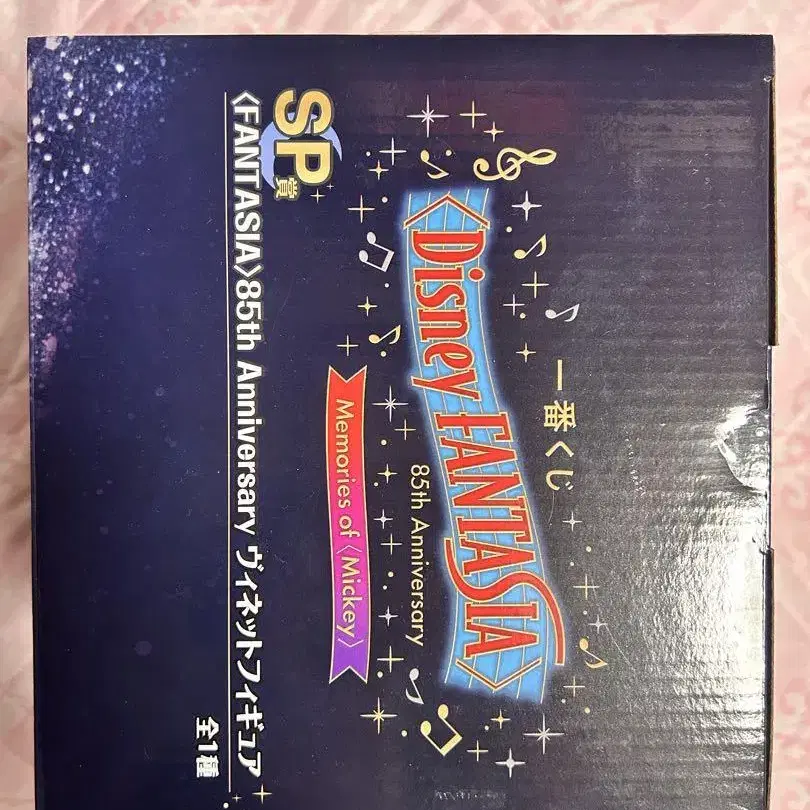 一番くじ
〈Disney FANTASIA〉
85th Anniversary
Memories of〈Mickey〉
SP賞
〈FANTASIA〉85th Anniversary ヴィネットフィギュア
全1種